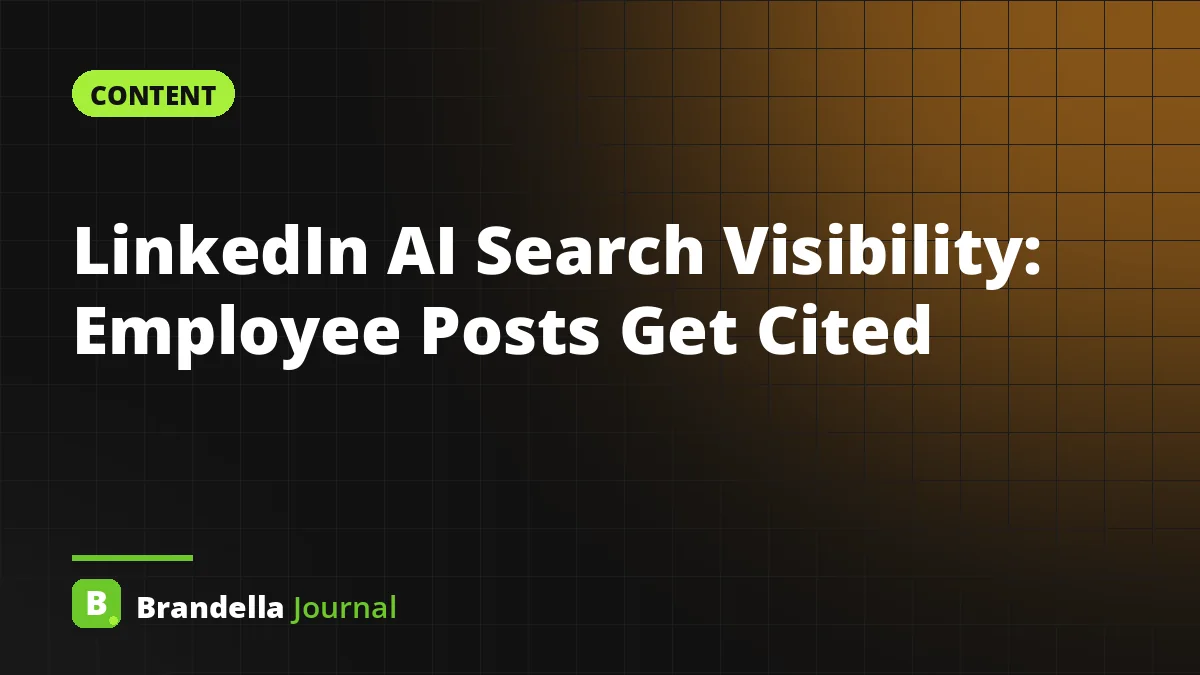 CONTENT
LinkedIn AI Search Visibility:
Employee Posts Get Cited
B
Brandella Journal